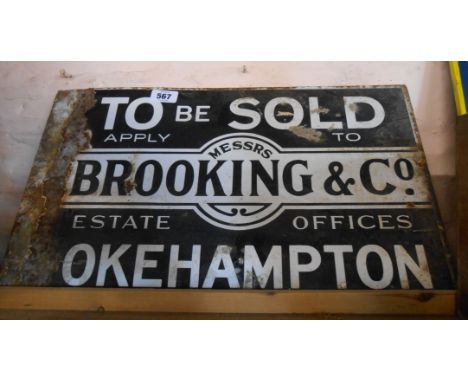 567
TO BE SOLD
APPLY TO
MESSRS
BROOKING & Co.
ESTATE OFFICES
OKEHAMPTON